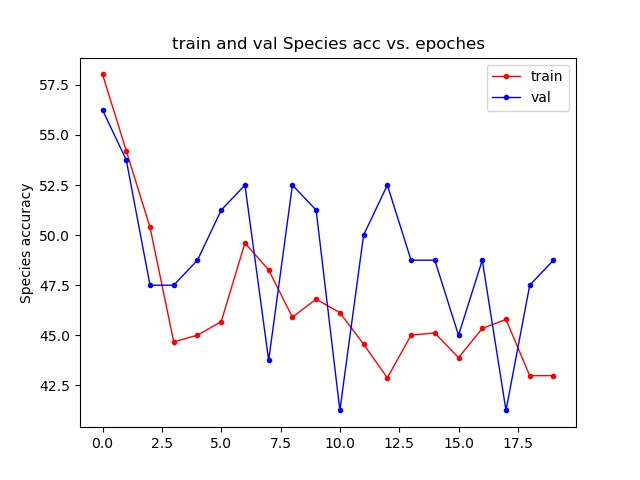 train and val Species acc vs. epoches
train
val
57.5
55.0
52.5
50.0
47.5
45.0
42.5
Species accuracy
0.0 2.5 5.0 7.5 10.0 12.5 15.0 17.5